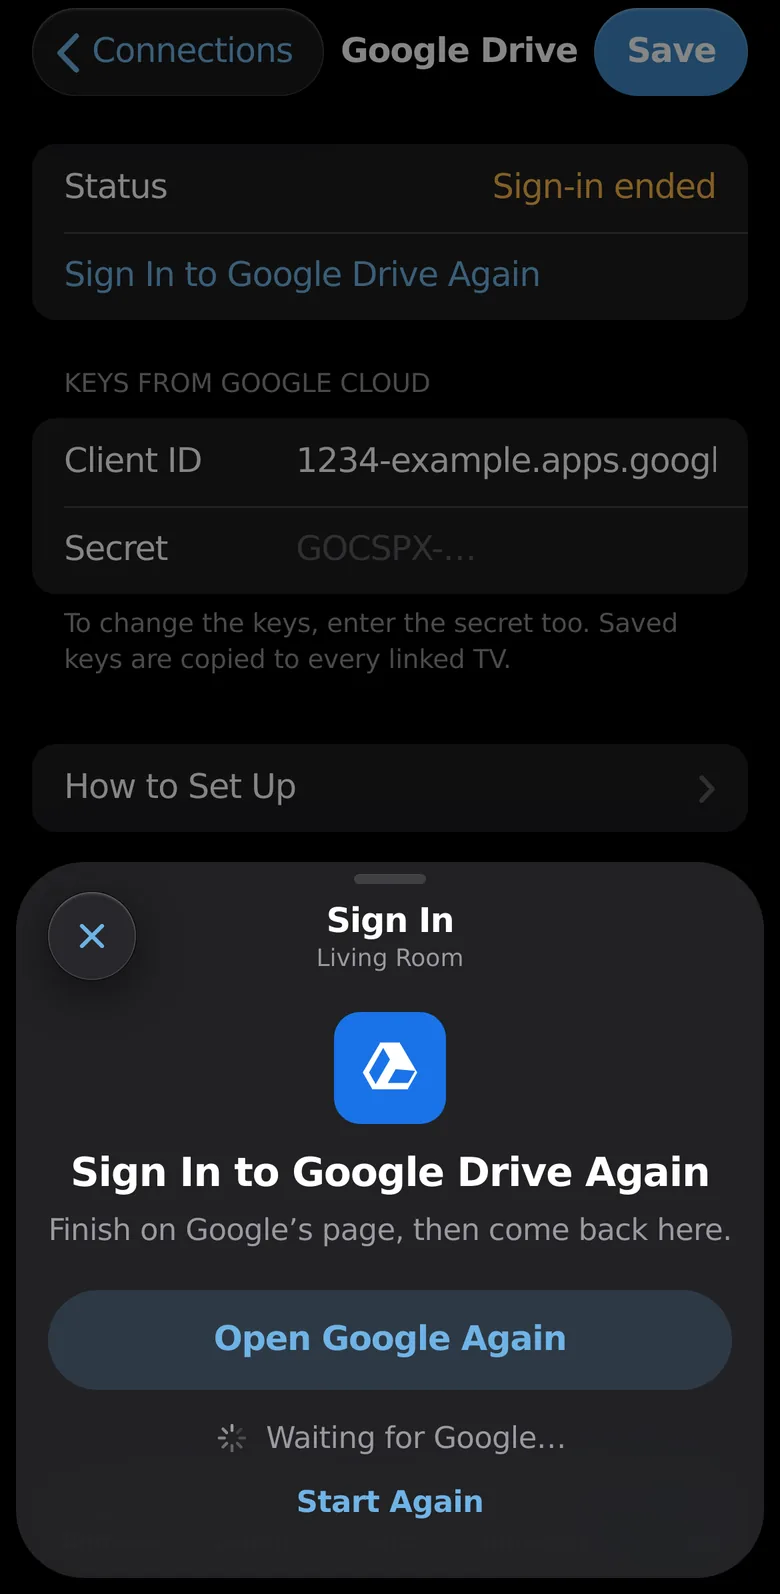 Connections
Google Drive
Save
Status
Sign-in ended
Sign In to Google Drive Again
KEYS FROM GOOGLE CLOUD
Client ID
1234-example.apps.googl
Secret
GOCSPX-…
To change the keys, enter the secret too. Saved
keys are copied to every linked TV.
How to Set Up
Sign In
Living Room
Sign In to Google Drive Again
Finish on Google’s page, then come back here.
Open Google Again
Waiting for Google…
Start Again